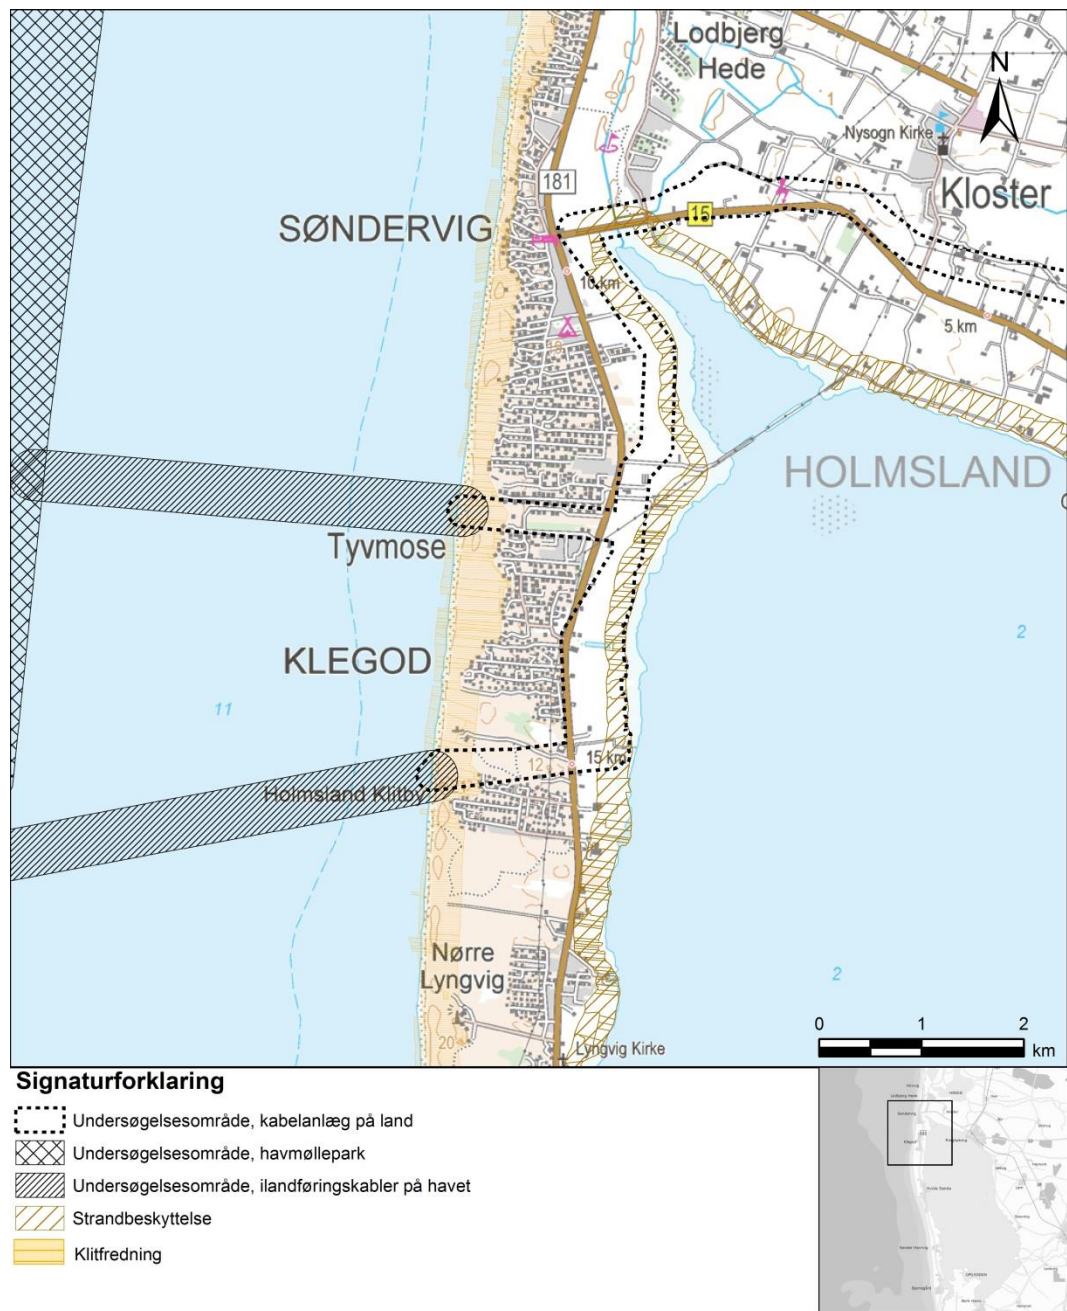 Lodbjerg
Hede
N
1
Nysogn Kirke
Kloster
181
8
15
SØNDERVIG
10 km
5 km
HOLMSLAND
Tyvmose
KLEGOD
2
11
12
15 km
Holmsland Klitby
Nørre
Lyngvig
2
20
Lyngvig Kirke
0 1 2
km
Signaturforklaring
Undersøgelsesområde, kabelanlæg på land
Undersøgelsesområde, havmøllepark
Undersøgelsesområde, ilandføringskabler på havet
Strandbeskyttelse
Klitfredning